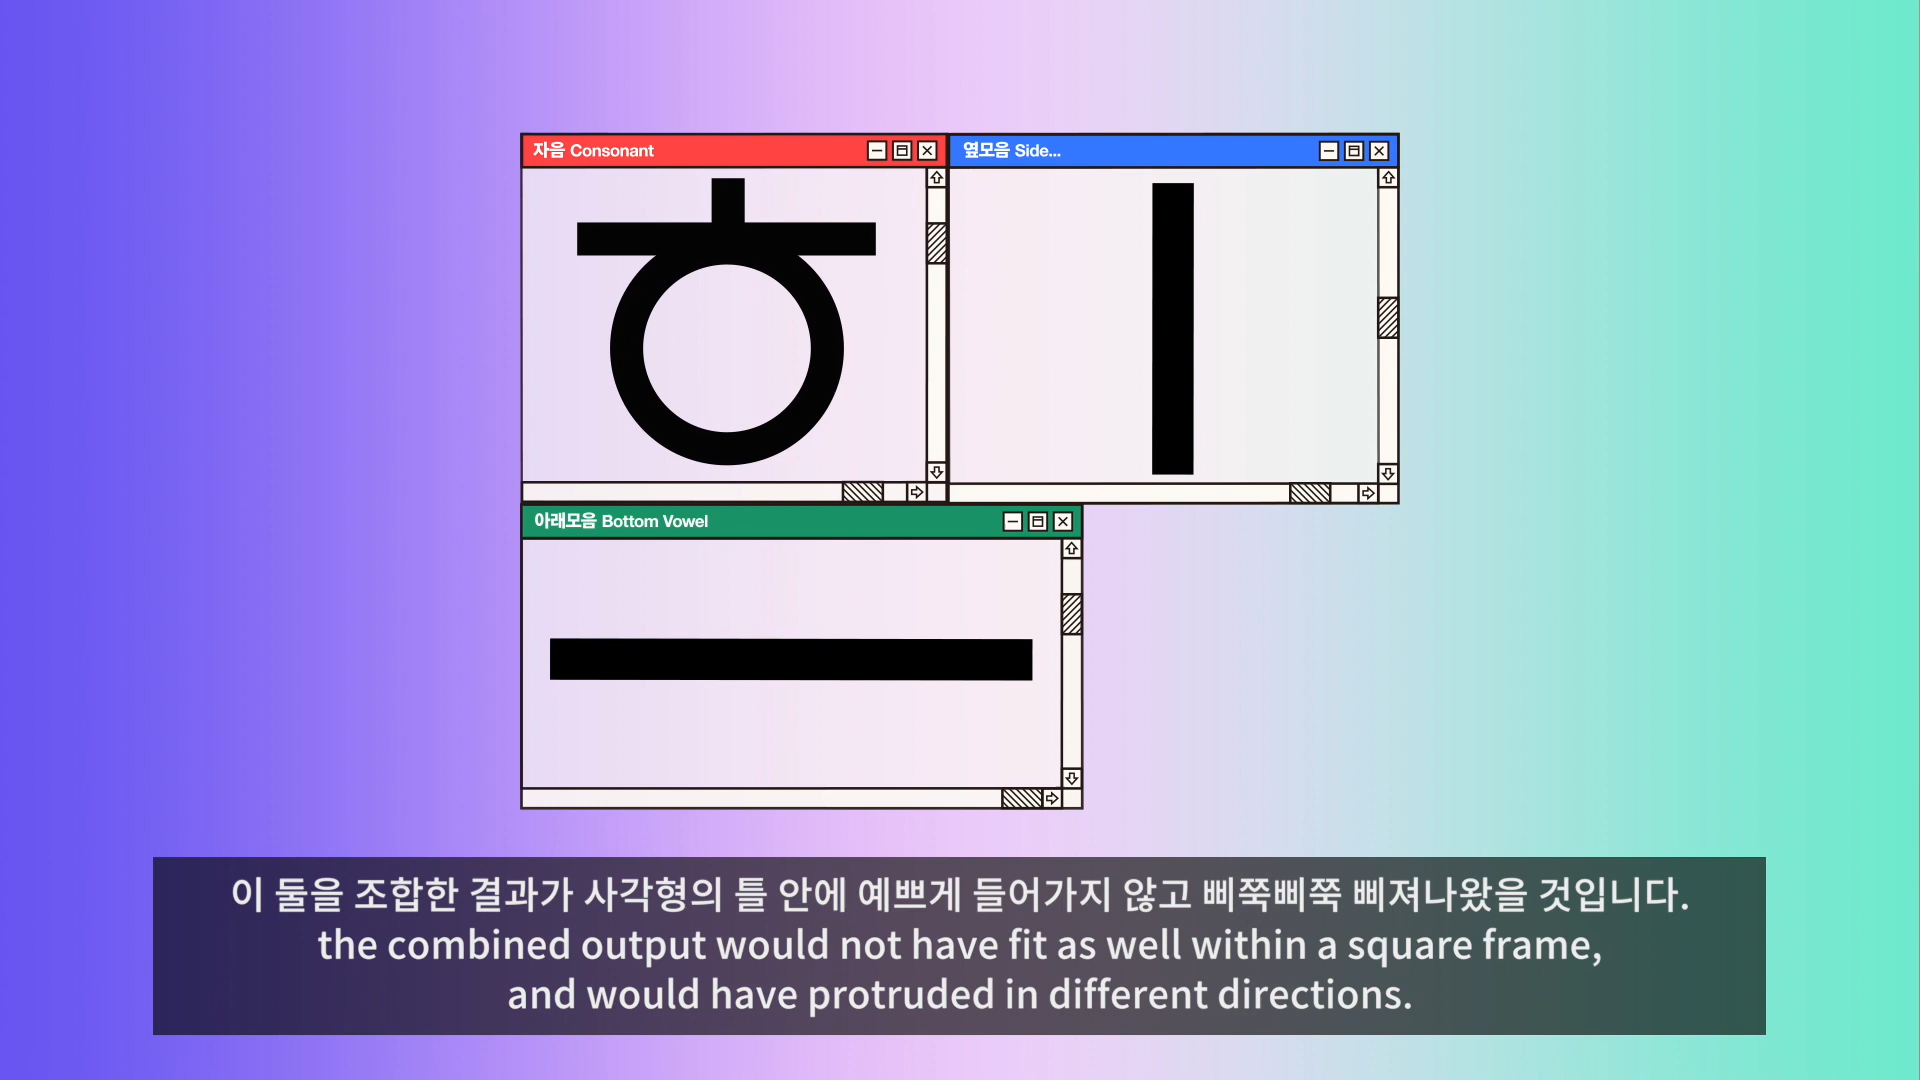 자음 Consonant
옆모음 Side...
ㅎ
ㅣ
아래모음 Bottom Vowel
ㅡ
이 둘을 조합한 결과가 사각형의 틀 안에 예쁘게 들어가지 않고 삐쭉삐쭉 삐져나왔을 것입니다.
the combined output would not have fit as well within a square frame,
and would have protruded in different directions.